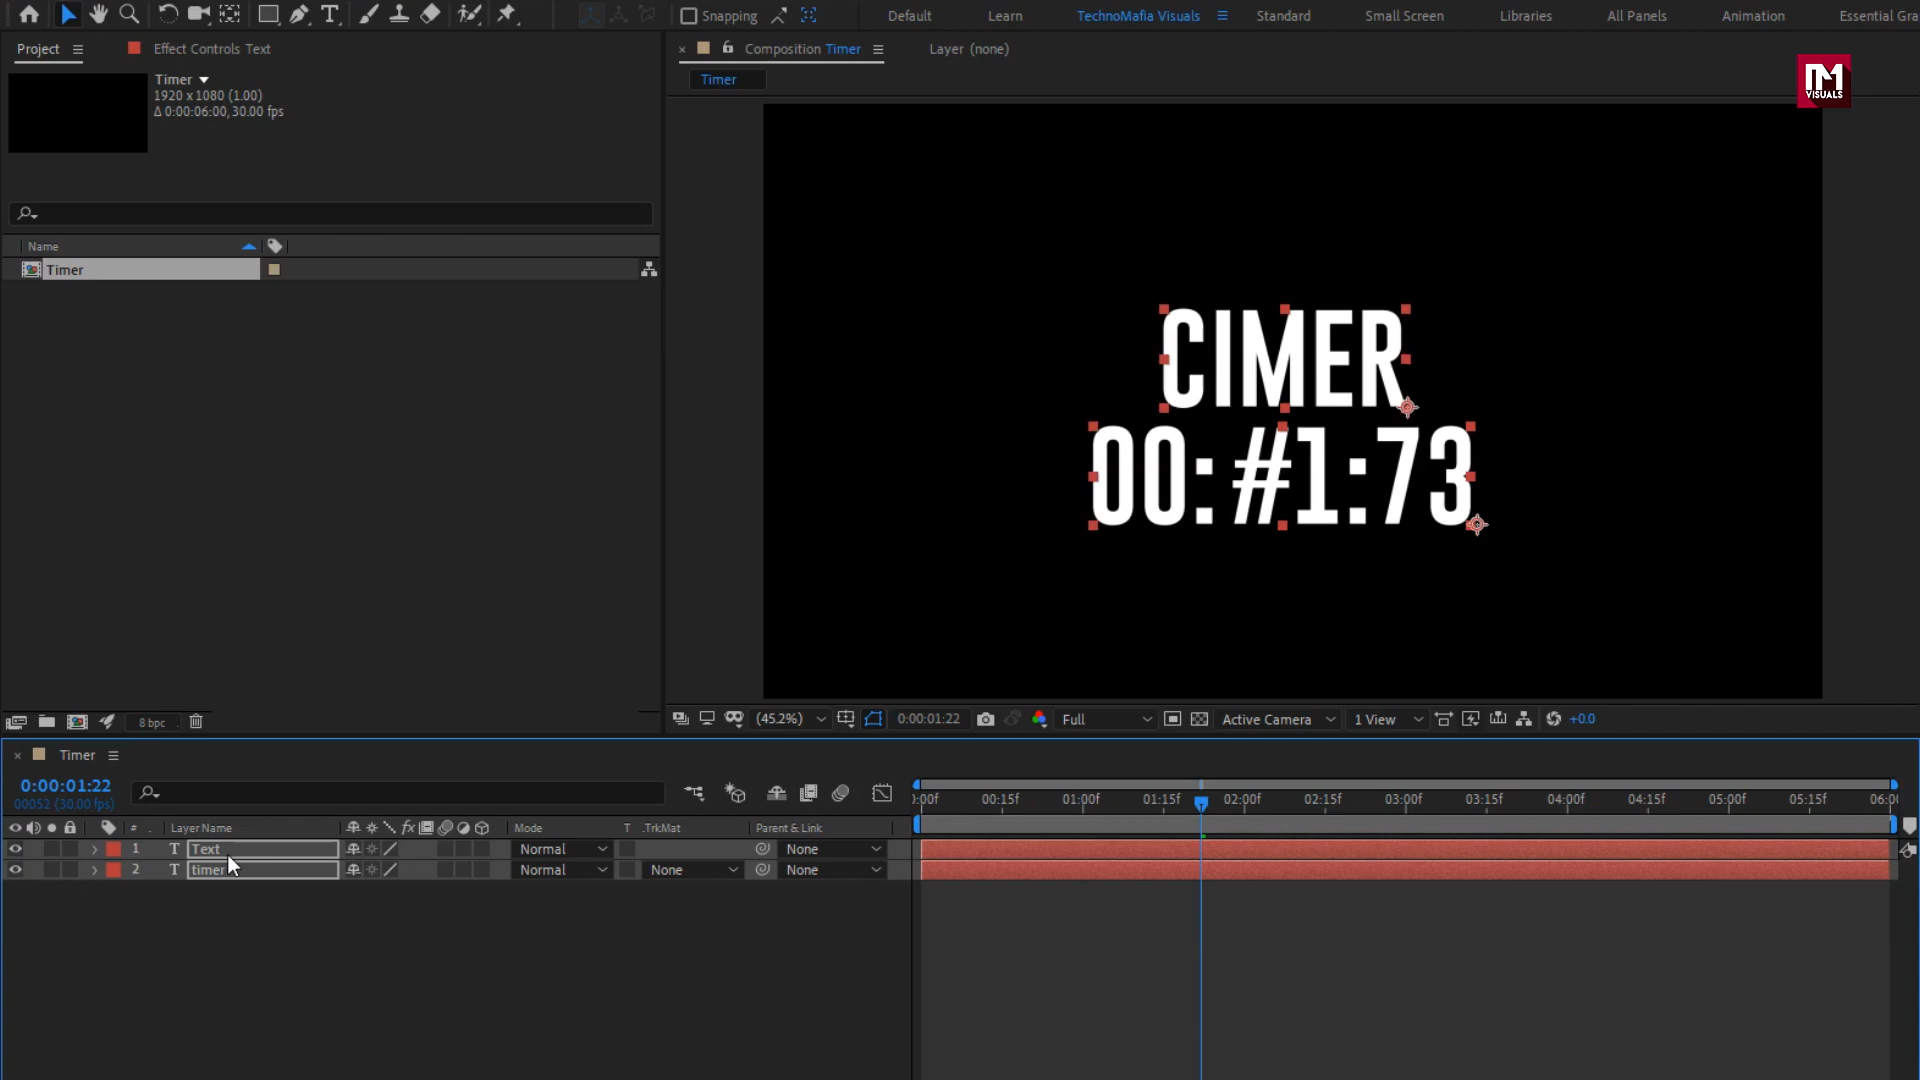 Snapping Default Learn TechnoMafia Visuals Standard Small Screen Libraries All Panels Animation Essential Gra
Project Effect Controls Text Composition Timer Layer (none)
Timer
1920 x 1080 (1.00)
Δ 0:00:06:00, 30.00 fps
Timer
VISUALS
Name
Timer
CIMER
00:#1:73
8 bpc
(45.2%) 0:00:01:22 Full Active Camera 1 View +0.0
Timer
0:00:01:22
00052 (30.00 fps)
:00f 00:15f 01:00f 01:15f 02:00f 02:15f 03:00f 03:15f 04:00f 04:15f 05:00f 05:15f 06:00
# . Layer Name fx Mode T .TrkMat Parent & Link
1 T Text Normal None
2 T timer Normal None None